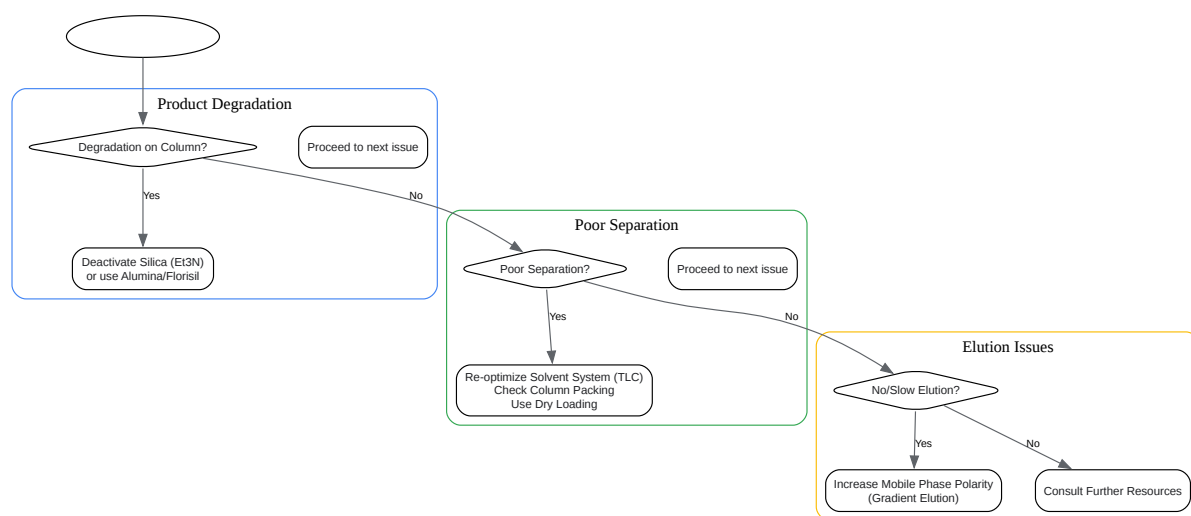 Product Degradation
Degradation on Column?
Proceed to next issue
Yes
No
Deactivate Silica (Et3N)
or use Alumina/Florisil
Poor Separation
Poor Separation?
Proceed to next issue
Yes
No
Re-optimize Solvent System (TLC)
Check Column Packing
Use Dry Loading
Elution Issues
No/Slow Elution?
Yes
No
Increase Mobile Phase Polarity
(Gradient Elution)
Consult Further Resources